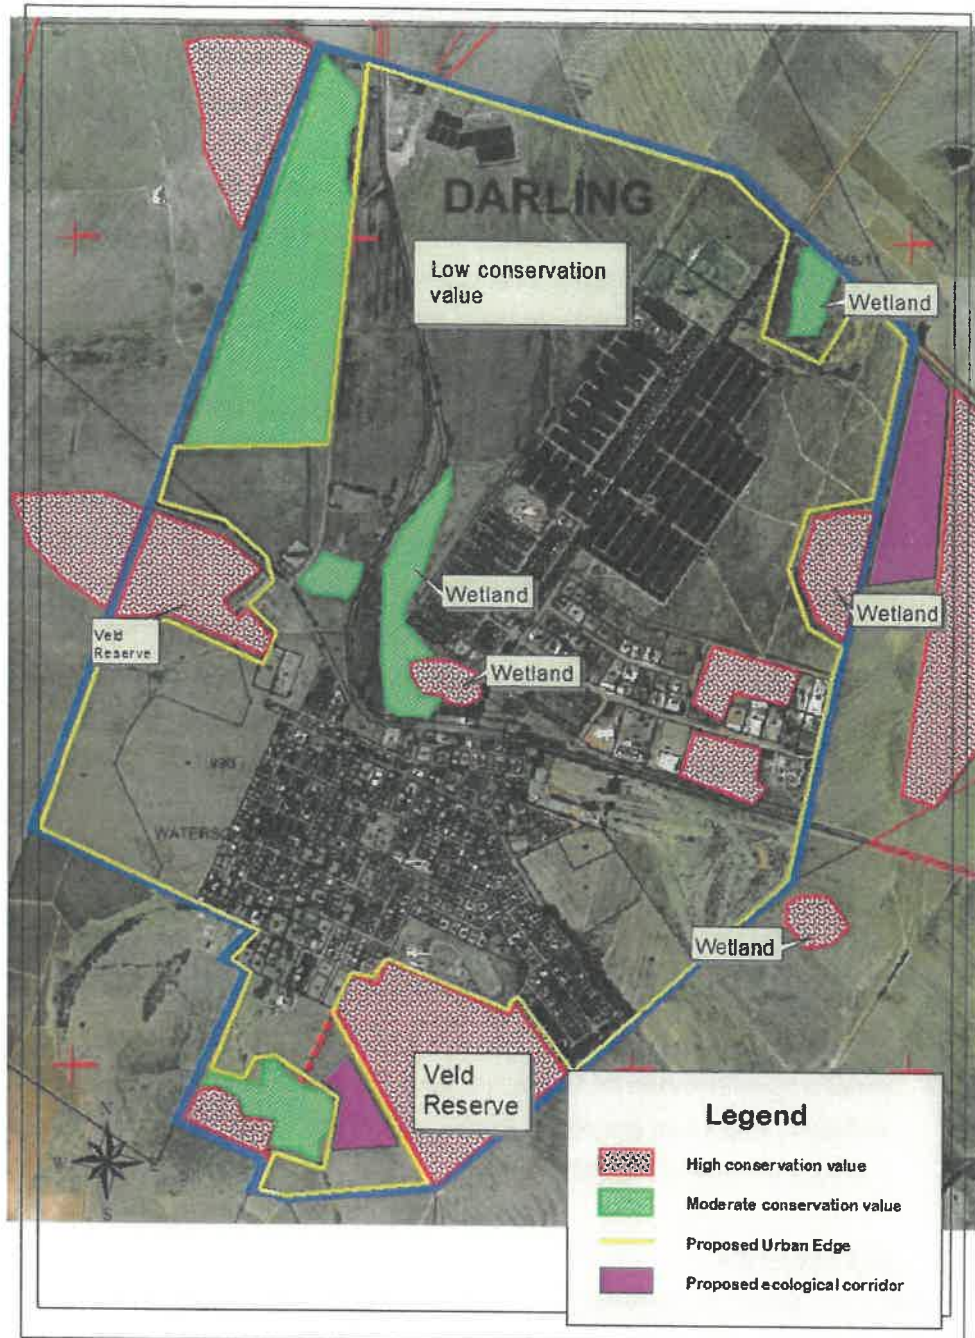 DARLING
Low conservation
value
Wetland
Wetland
Wetland
Veld
Reserve
Wetland
Wetland
Veld
Reserve
N
W
E
S
Legend
High conservation value
Moderate conservation value
Proposed Urban Edge
Proposed ecological corridor